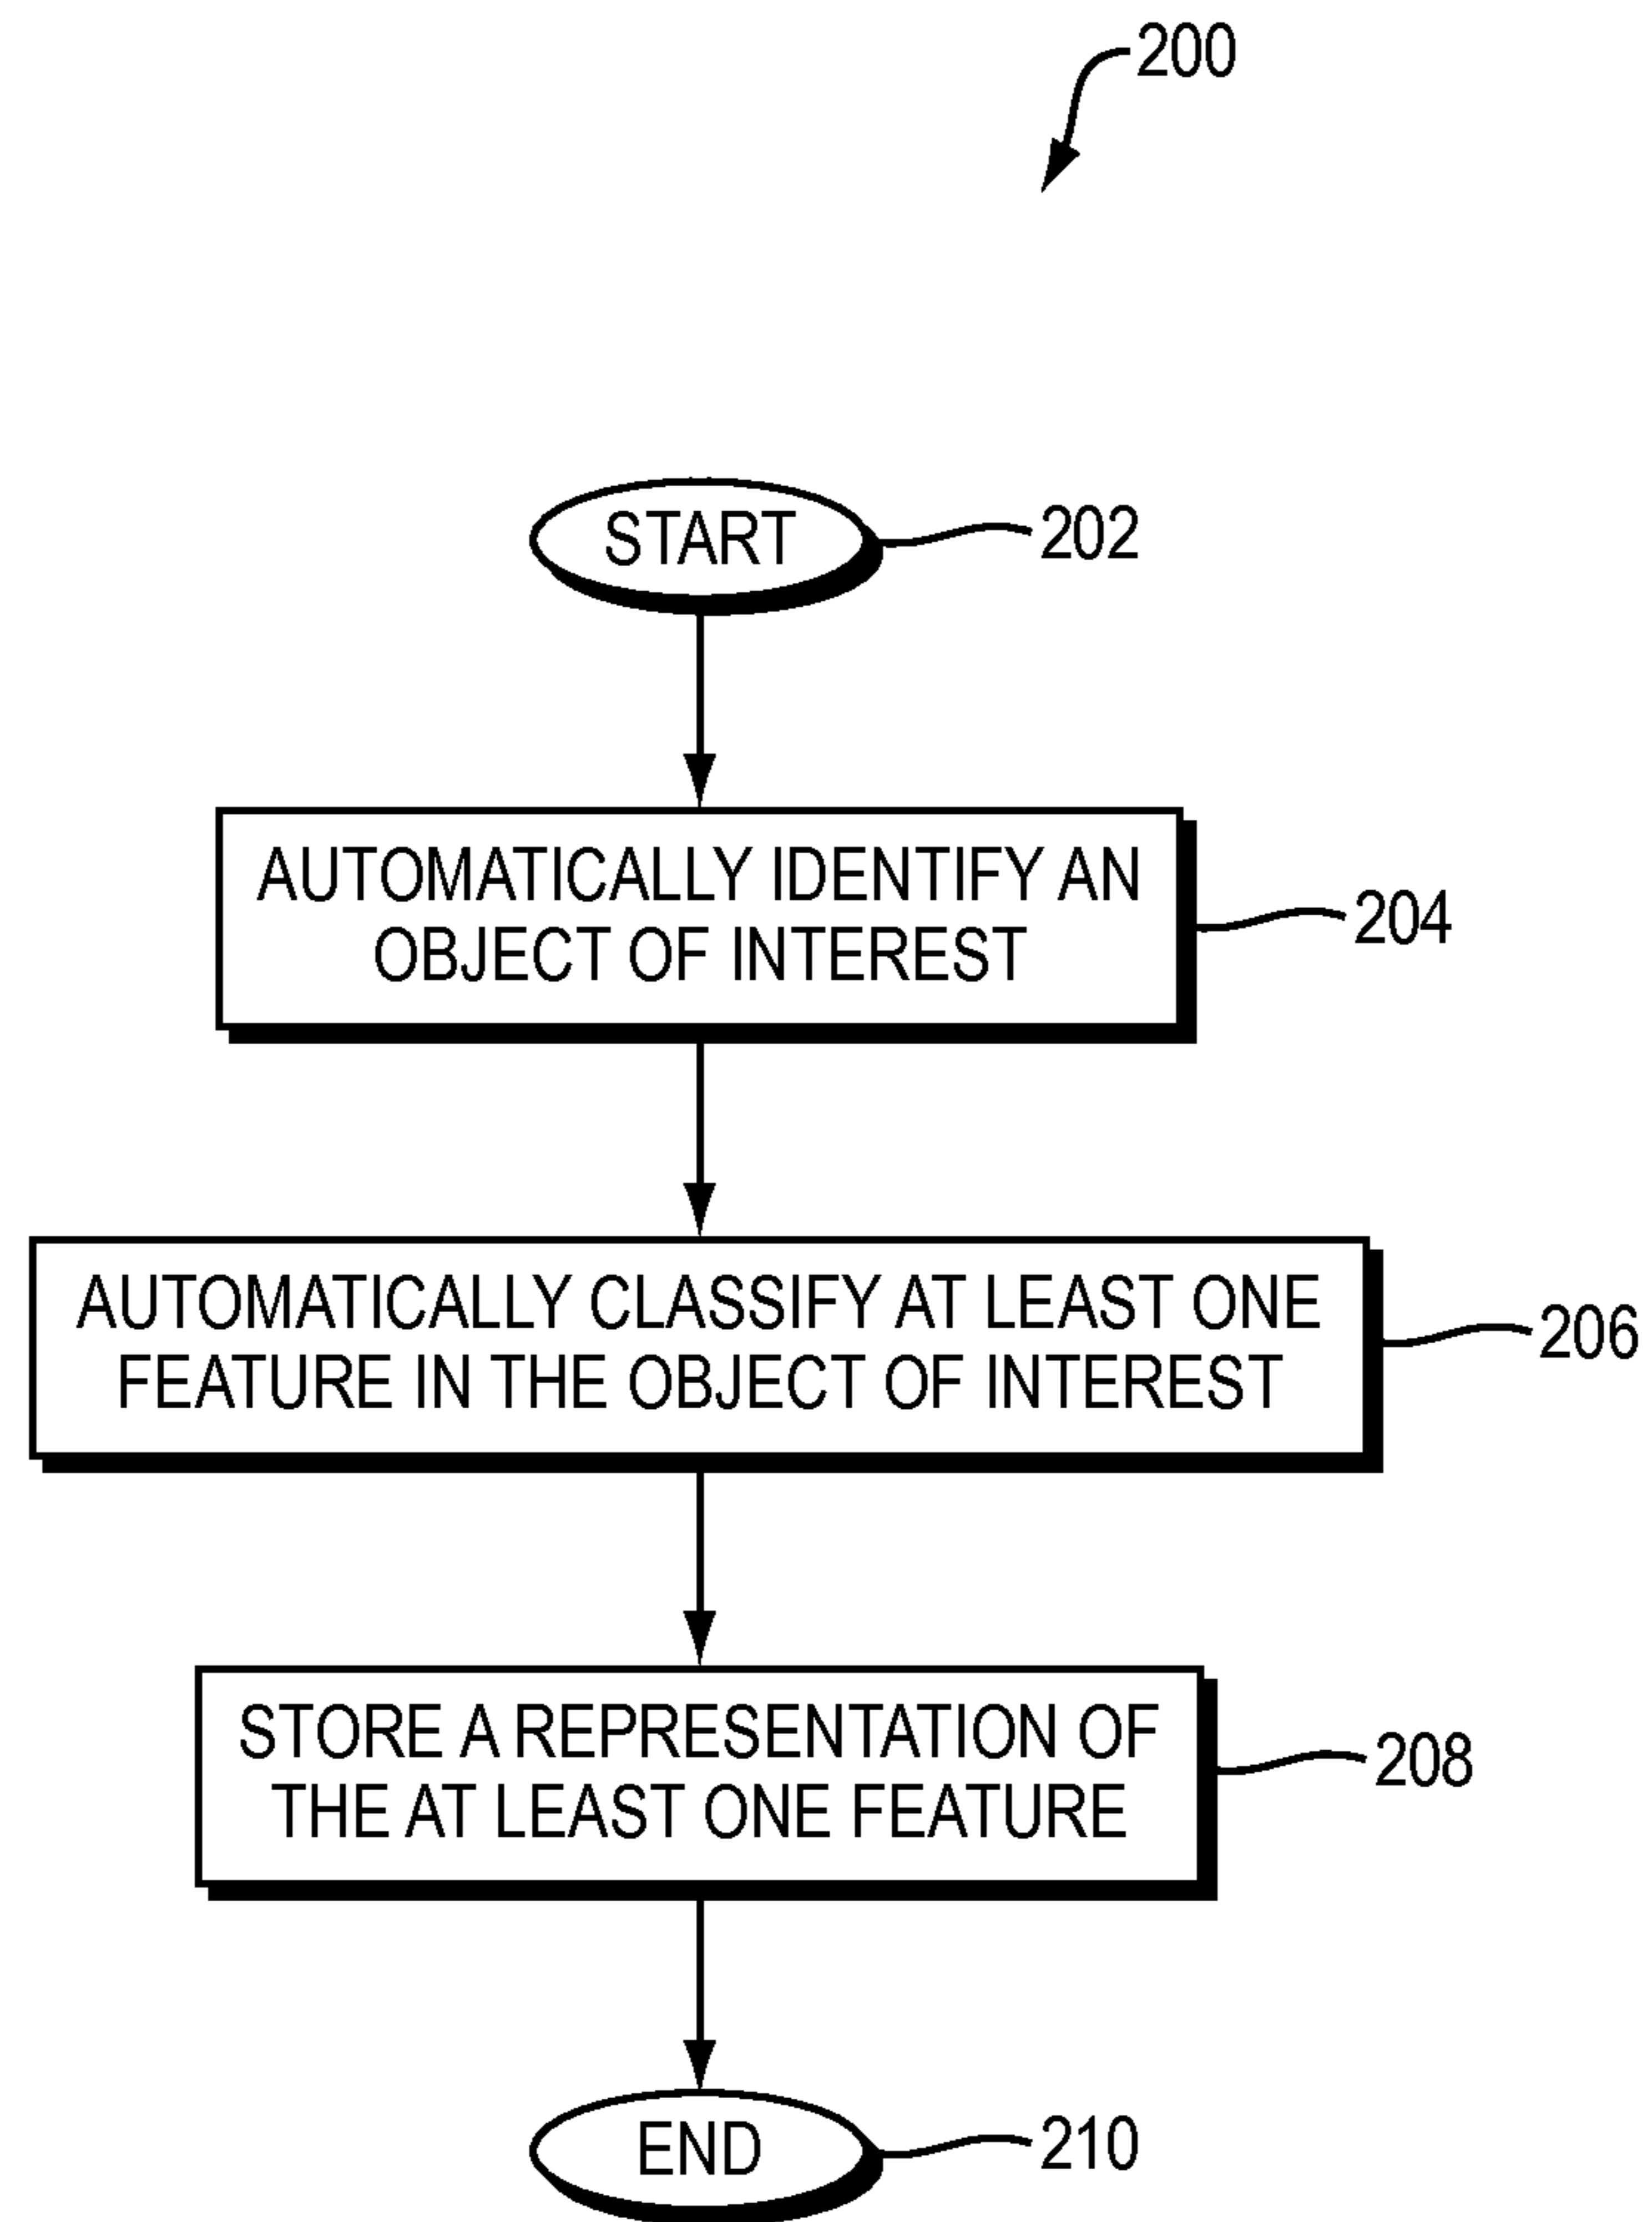 200
START
202
AUTOMATICALLY IDENTIFY AN
OBJECT OF INTEREST
204
AUTOMATICALLY CLASSIFY AT LEAST ONE
FEATURE IN THE OBJECT OF INTEREST
206
STORE A REPRESENTATION OF
THE AT LEAST ONE FEATURE
208
END
210